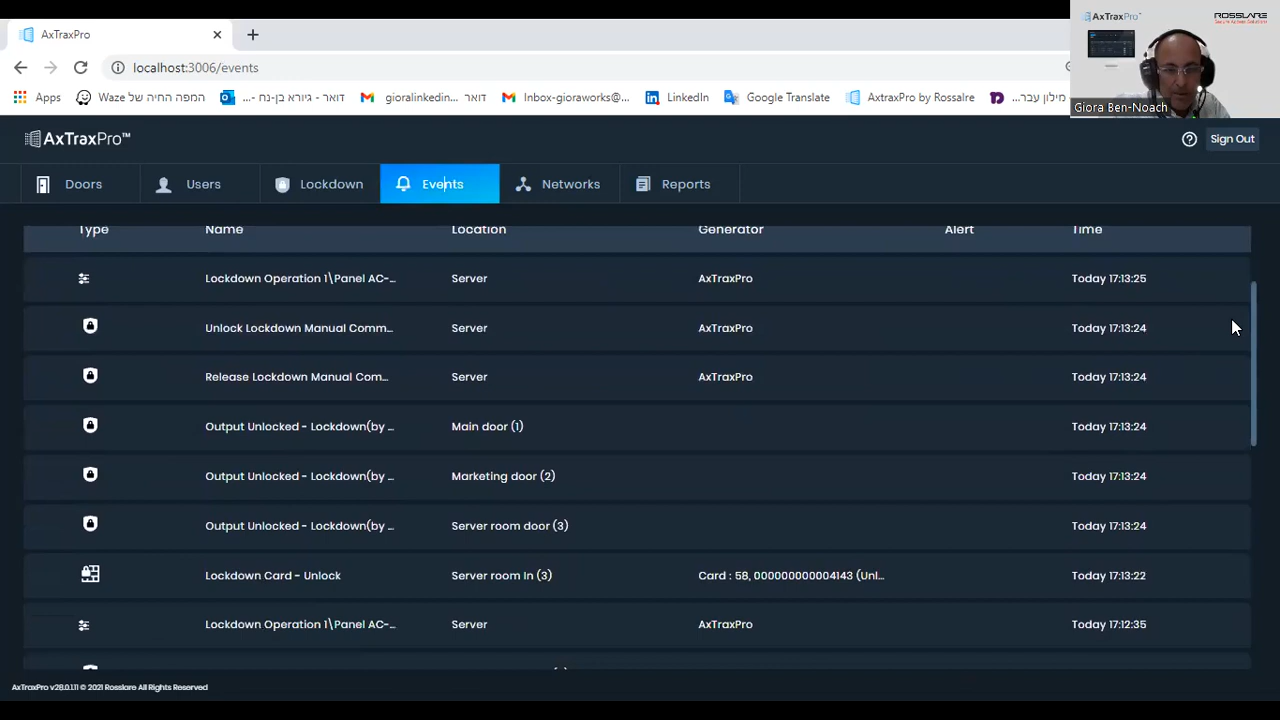 AxTraxPro
localhost:3006/events
Apps
המפה החיה של Waze
דואר - גיורא בן-נח -...
דואר gioralinkedin...
Inbox-gioraworks@...
LinkedIn
Google Translate
AxtraxPro by Rossalre
מילון עבר...
AxTraxPro™
ROSSLARE
Giora Ben-Noach
AxTraxPro™
Sign Out
Doors
Users
Lockdown
Events
Networks
Reports
Type Name Location Generator Alert Time
Lockdown Operation 1\Panel AC-... Server AxTraxPro Today 17:13:25
Unlock Lockdown Manual Comm... Server AxTraxPro Today 17:13:24
Release Lockdown Manual Com... Server AxTraxPro Today 17:13:24
Output Unlocked - Lockdown(by ... Main door (1) Today 17:13:24
Output Unlocked - Lockdown(by ... Marketing door (2) Today 17:13:24
Output Unlocked - Lockdown(by ... Server room door (3) Today 17:13:24
Lockdown Card - Unlock Server room In (3) Card : 58, 000000000004143 (Unl... Today 17:13:22
Lockdown Operation 1\Panel AC-... Server AxTraxPro Today 17:12:35
AxTraxPro v28.0.1.11 © 2021 Rosslare All Rights Reserved